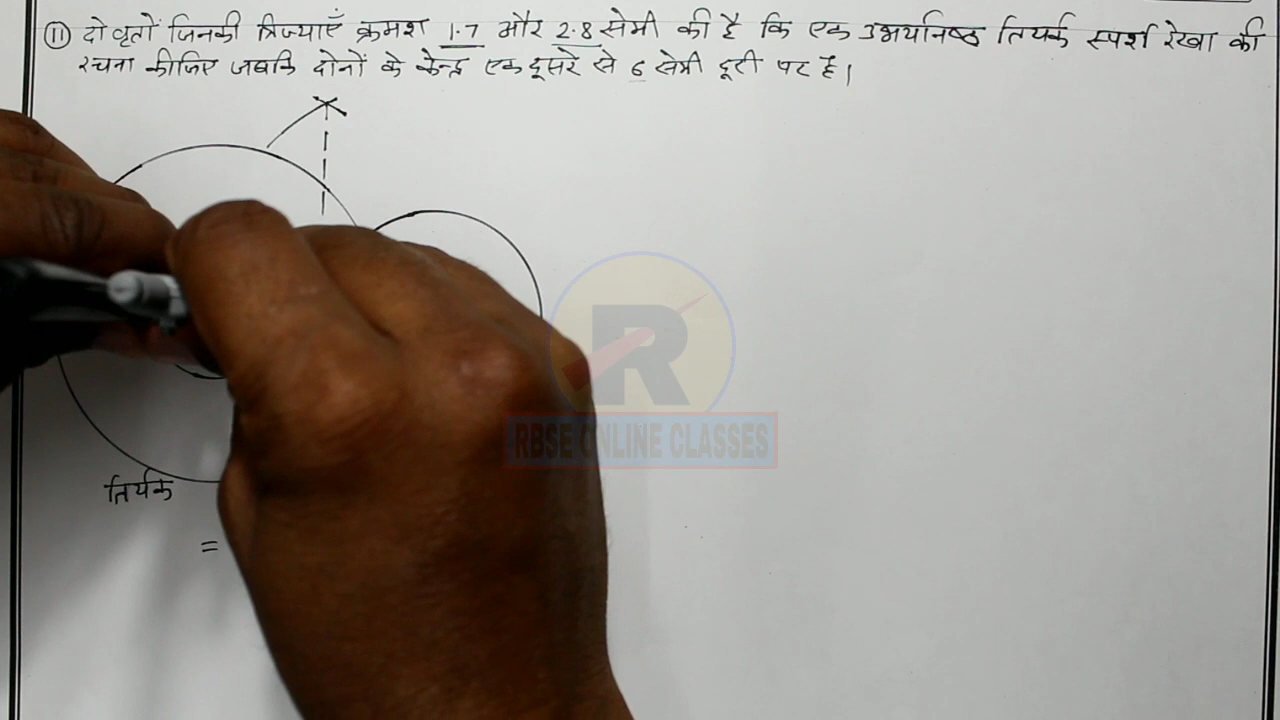 ⑪ दो वृतों जिनकी त्रिज्याएँ क्रमश 1.7 और 2.8 सेमी की है कि एक उभयनिष्ठ तिर्यक स्पर्श रेखा की
रचना कीजिए जबकि दोनों के केन्द्र एक दूसरे से 6 सेमी दूरी पर है।
R
RBSE ONLINE CLASSES
तिर्यक
=